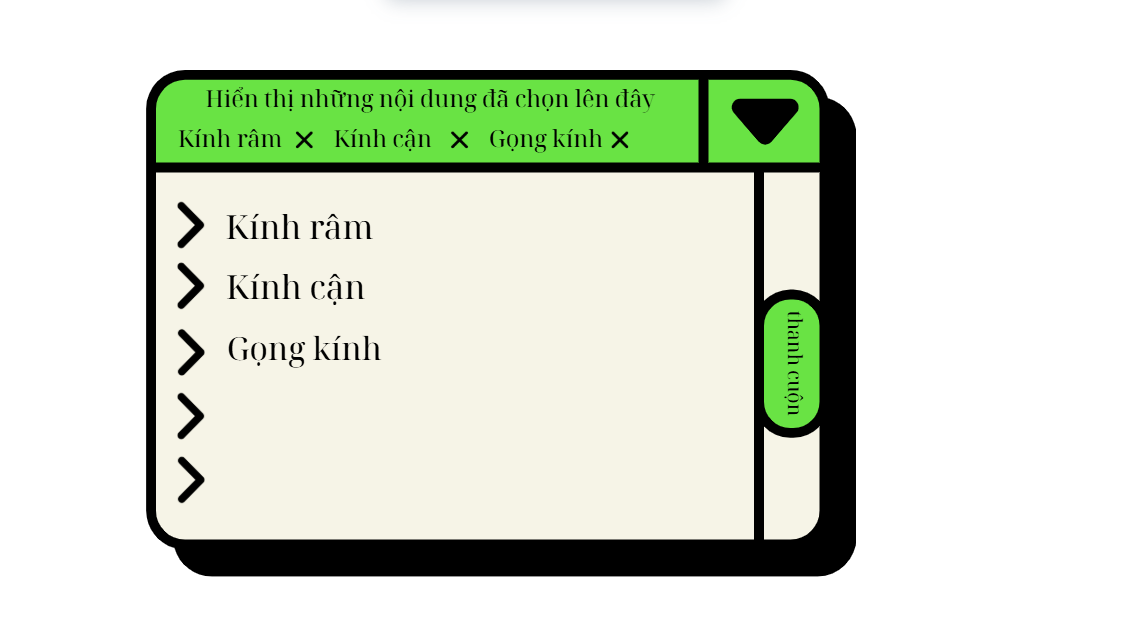 Hiển thị những nội dung đã chọn lên đây
Kính râm Kính cận Gọng kính
Kính râm
Kính cận
Gọng kính
thanh cuộn